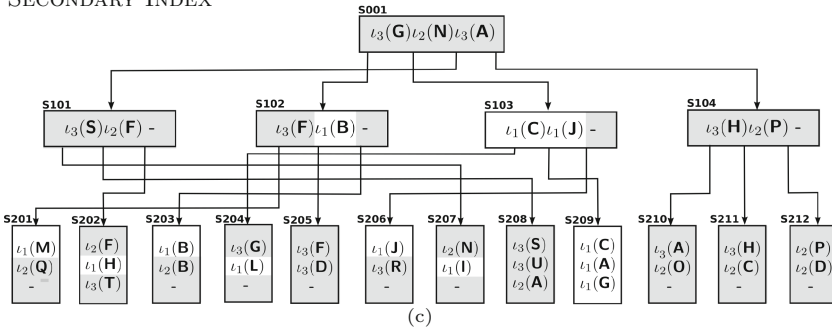 SECONDARY INDEX
S001
ι₃(G)ι₂(N)ι₃(A)
S101 S102 S103 S104
ι₃(S)ι₂(F) - ι₃(F)ι₁(B) - ι₁(C)ι₁(J) - ι₃(H)ι₂(P) -
S201 S202 S203 S204 S205 S206 S207 S208 S209 S210 S211 S212
ι₁(M) ι₂(F) ι₁(B) ι₃(G) ι₃(F) ι₁(J) ι₂(N) ι₃(S) ι₁(C) ι₃(A) ι₃(H) ι₂(P)
ι₂(Q) ι₁(H) ι₂(B) ι₁(L) ι₃(D) ι₃(R) ι₁(I) ι₃(U) ι₁(A) ι₂(O) ι₂(C) ι₂(D)
- ι₃(T) - - - - - ι₂(A) ι₁(G) - - -
(c)